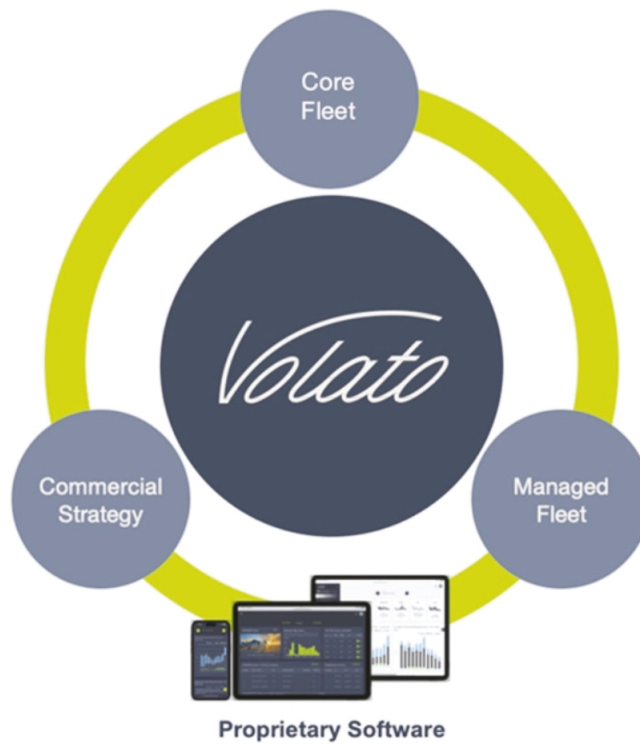 Core
Fleet
Volato
Commercial
Strategy
Managed
Fleet
Proprietary Software